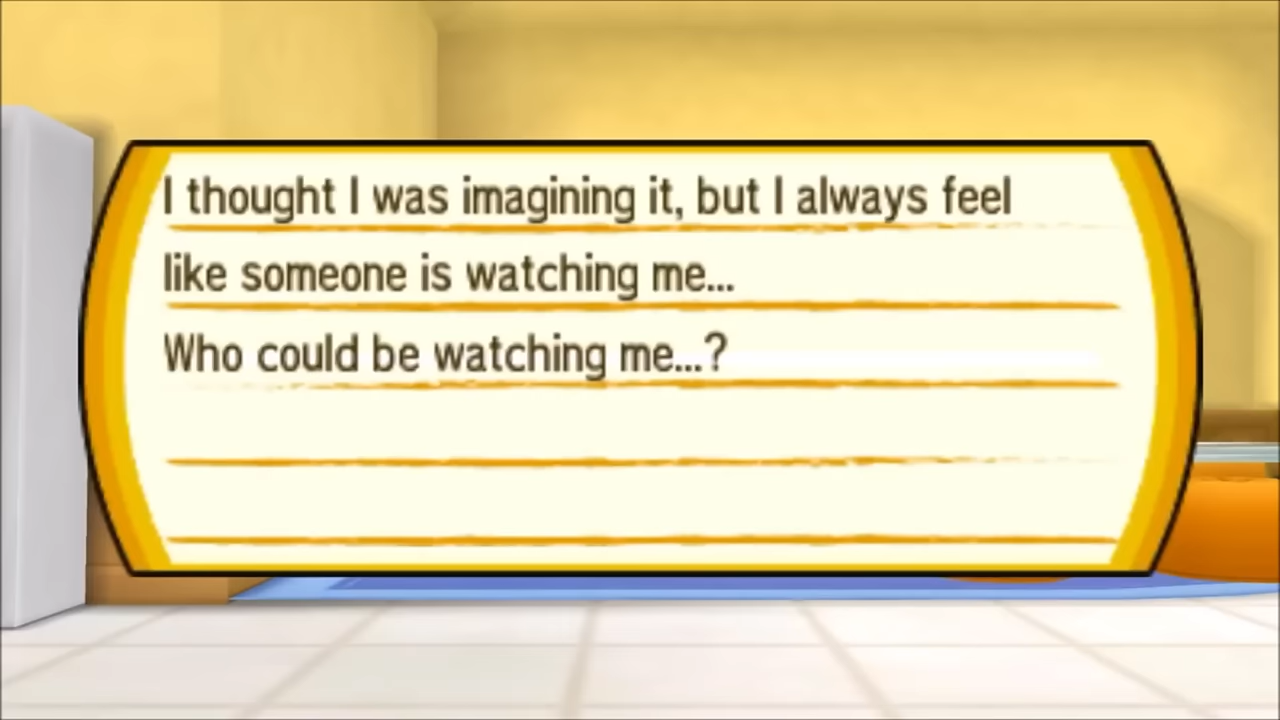 I thought I was imagining it, but I always feel
like someone is watching me...
Who could be watching me...?